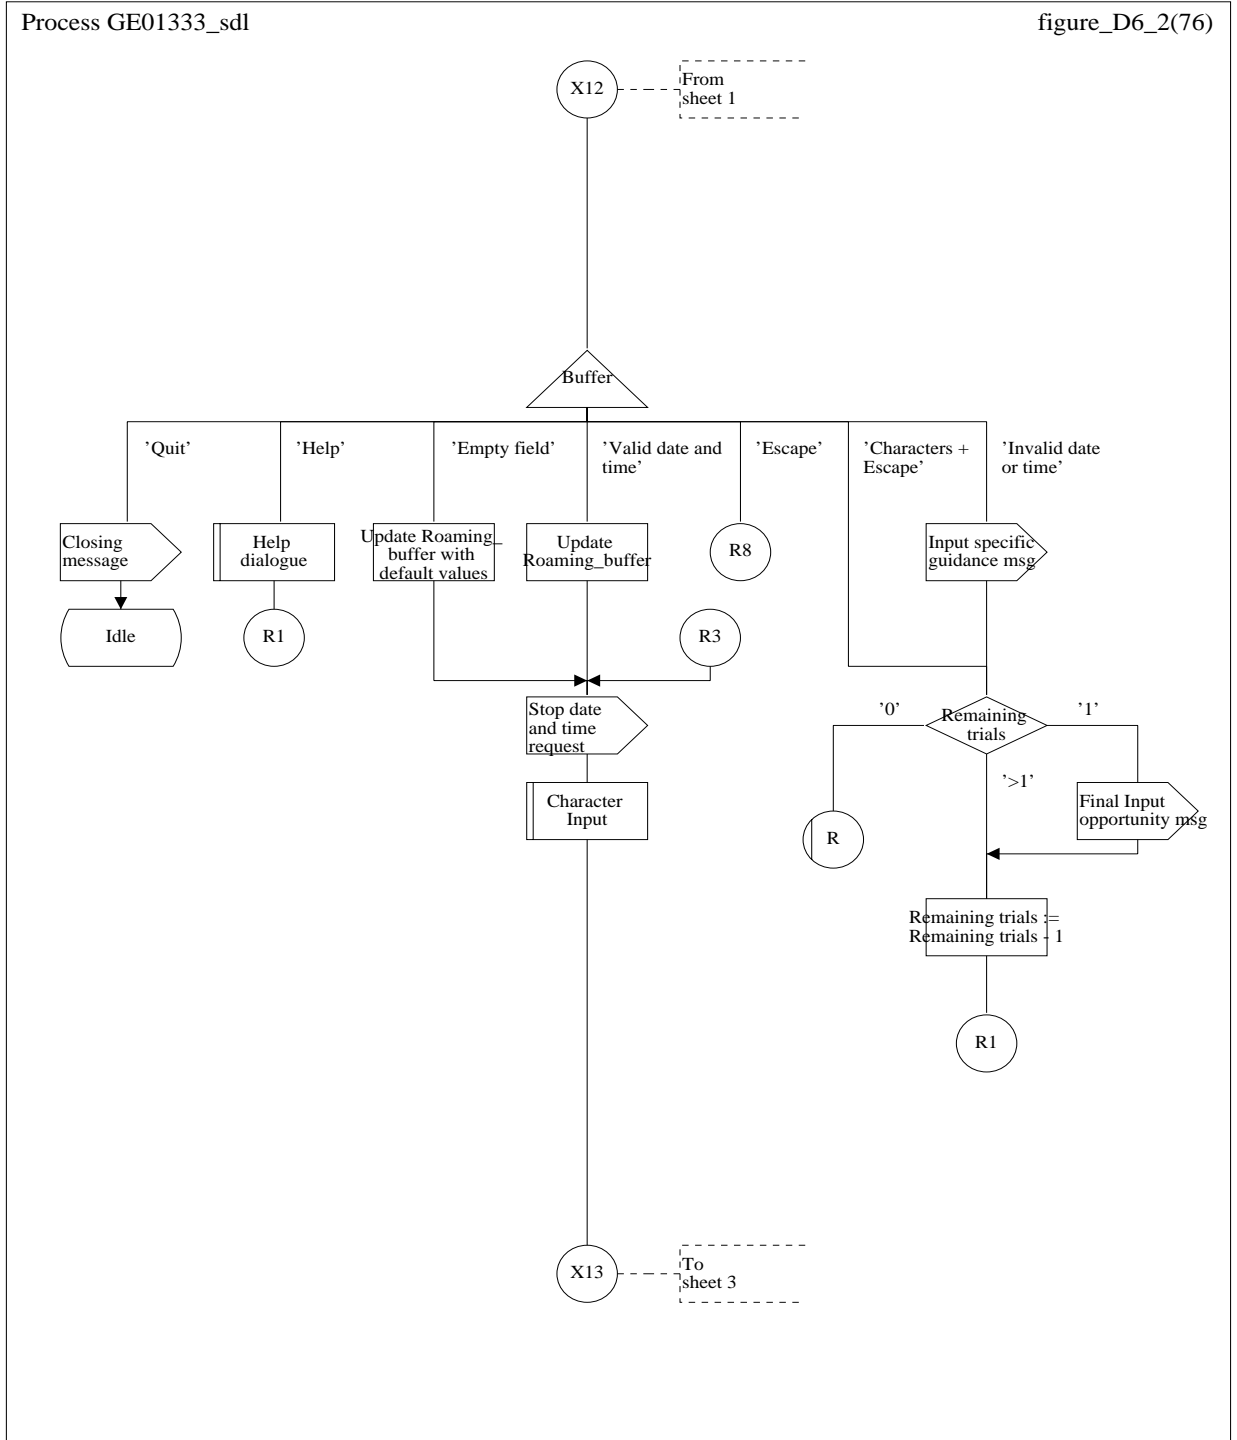 Process GE01333_sdl
figure_D6_2(76)
X12
From
sheet 1
Buffer
’Quit’
’Help’
’Empty field’
’Valid date and
time’
’Escape’
’Characters +
Escape’
’Invalid date
or time’
Closing
message
Help
dialogue
Update Roaming_
buffer with
default values
Update
Roaming_buffer
R8
Input specific
guidance msg
Idle
R1
R3
Stop date
and time
request
’0’
Remaining
trials
’1’
’>1’
Character
Input
R
Final Input
opportunity msg
Remaining trials :=
Remaining trials - 1
R1
X13
To
sheet 3